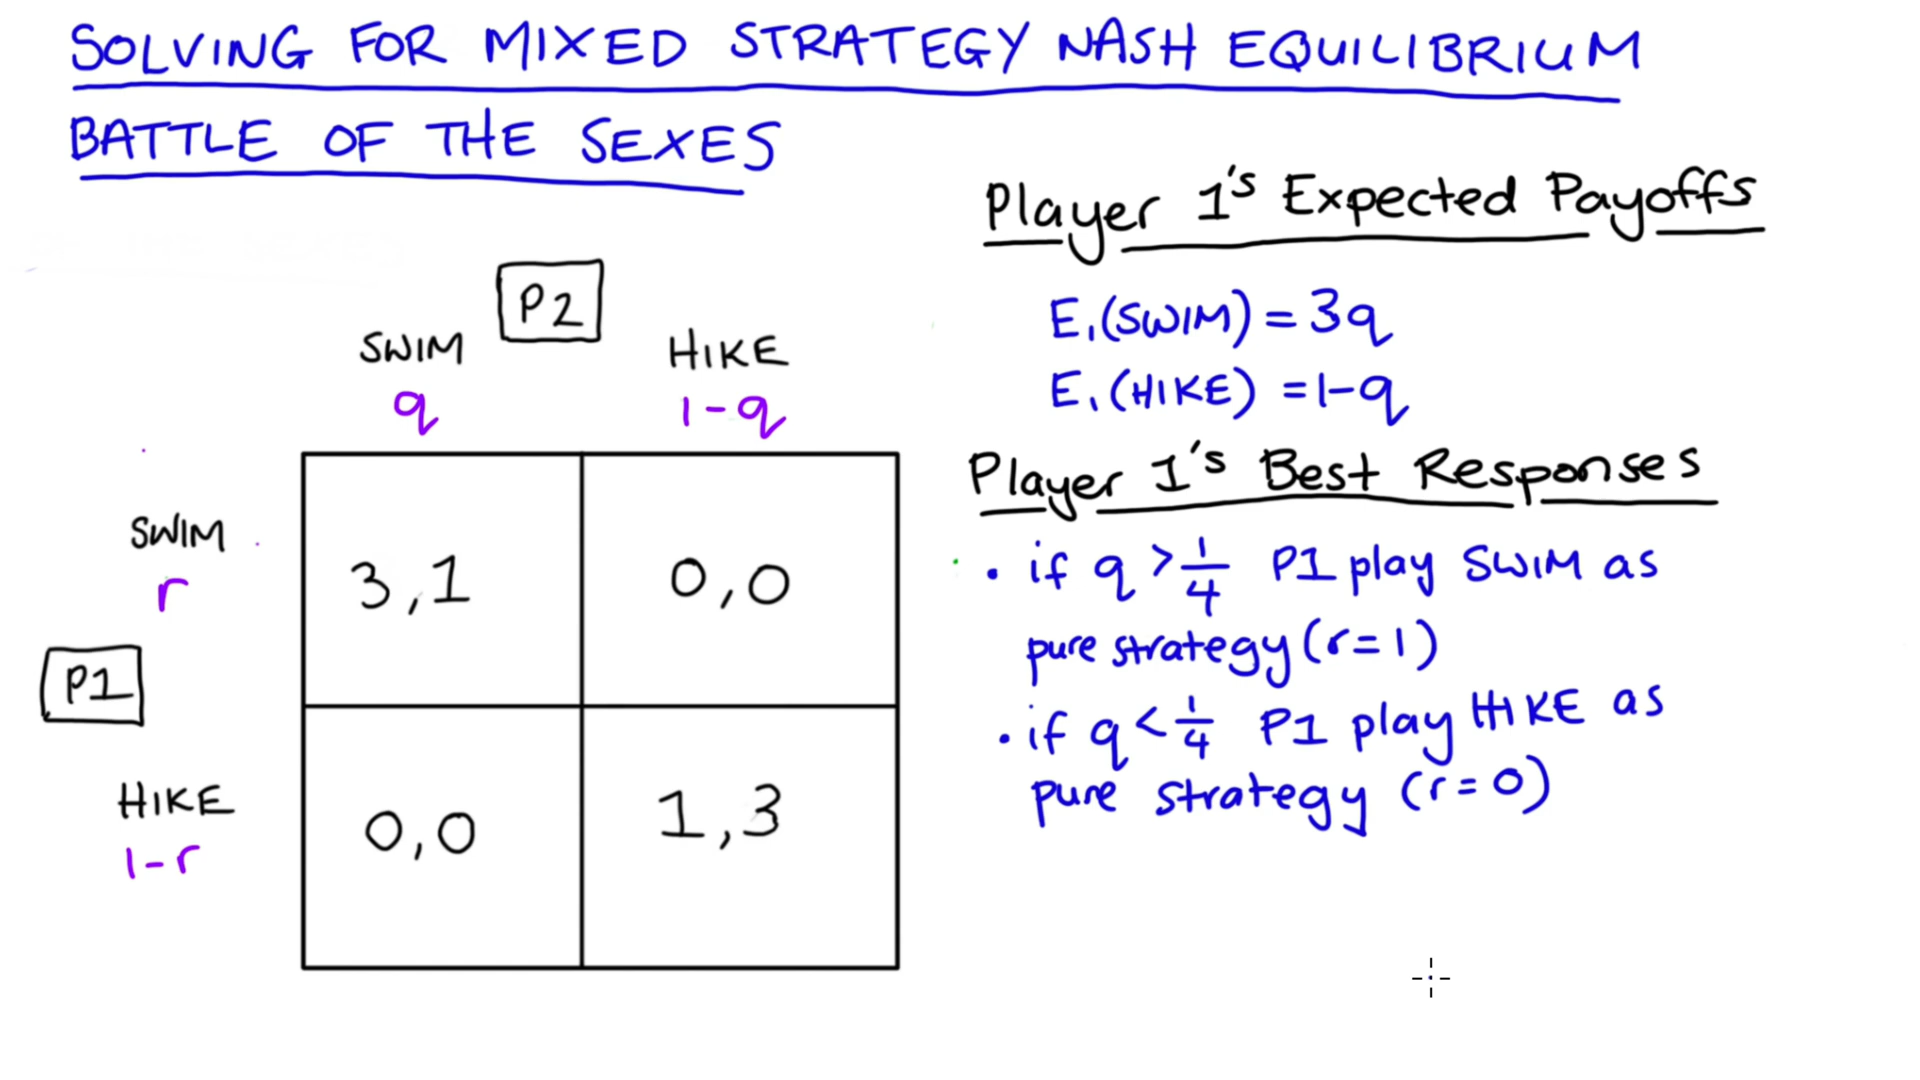 SOLVING FOR MIXED STRATEGY NASH EQUILIBRIUM
BATTLE OF THE SEXES
P2
SWIM HIKE
q 1-q
SWIM
r
3,1 0,0
P1
HIKE
1-r
0,0 1,3
Player 1's Expected Payoffs
E₁(SWIM) = 3q
E₁(HIKE) = 1-q
Player 1's Best Responses
• if q > 1/4 P1 play SWIM as
pure strategy (r=1)
• if q < 1/4 P1 play HIKE as
pure strategy (r=0)